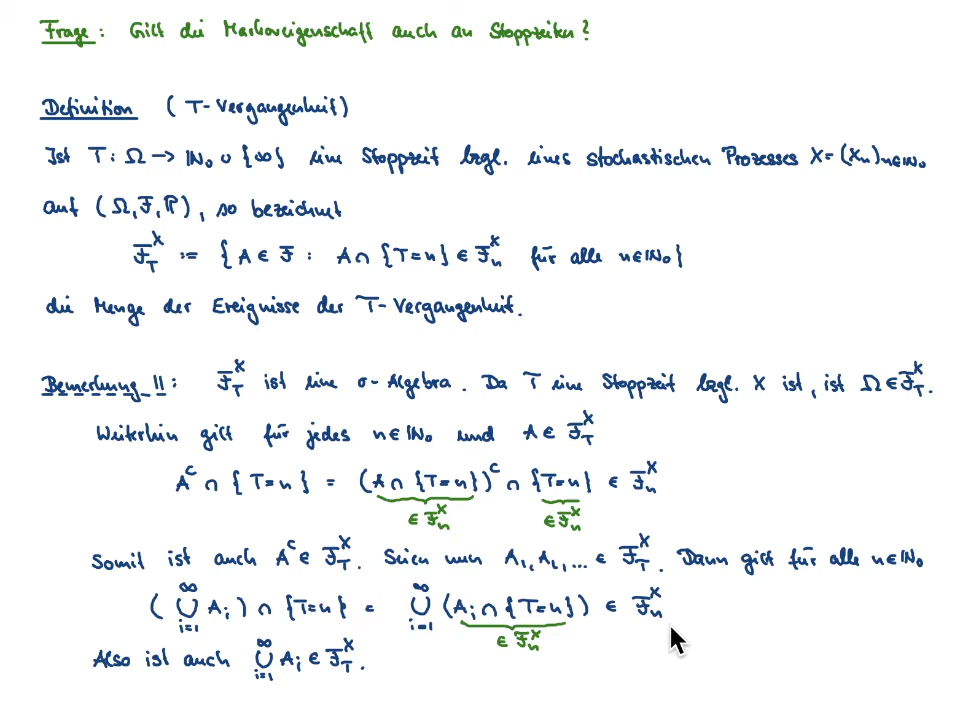 Frage: Gilt die Markoveigenschaft auch an Stoppzeiten?
Definition (T-Vergangenheit)
Ist T: Ω → ℕ₀ ∪ {∞} eine Stoppzeit bzgl. eines stochastischen Prozesses X = (Xₙ)ₙ∈ℕ₀
auf (Ω, ℱ, ℙ), so bezeichnet
ℱ_T^X := {A ∈ ℱ : A ∩ {T=n} ∈ ℱ_n^X für alle n∈ℕ₀}
die Menge der Ereignisse der T-Vergangenheit.
Bemerkung 11: ℱ_T^X ist eine σ-Algebra. Da T eine Stoppzeit bzgl. X ist, ist Ω ∈ ℱ_T^X.
Weiterhin gilt für jedes n∈ℕ₀ und A ∈ ℱ_T^X
A^c ∩ {T=n} = (A ∩ {T=n})^c ∩ {T=n} ∈ ℱ_n^X
∈ ℱ_n^X ∈ ℱ_n^X
Somit ist auch A^c ∈ ℱ_T^X. Seien nun A₁, A₂, ... ∈ ℱ_T^X. Dann gilt für alle n∈ℕ₀
(⋃_{i=1}^∞ A_i) ∩ {T=n} = ⋃_{i=1}^∞ (A_i ∩ {T=n}) ∈ ℱ_n^X
∈ ℱ_n^X
Also ist auch ⋃_{i=1}^∞ A_i ∈ ℱ_T^X.